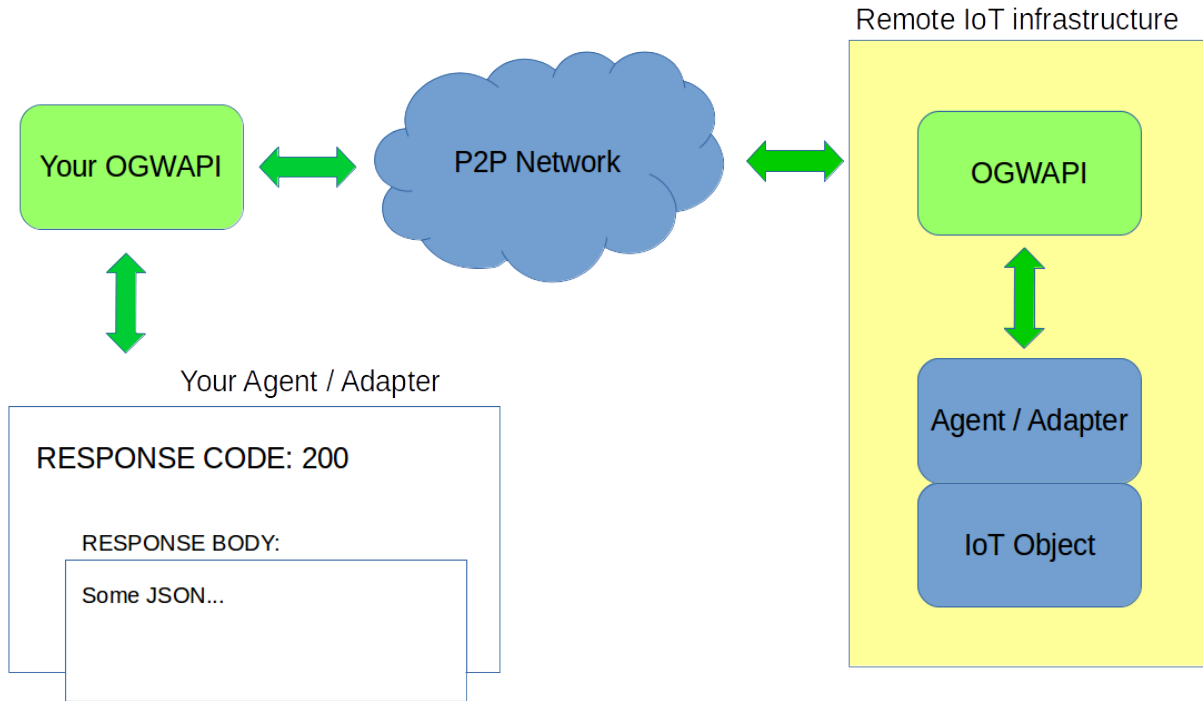 Remote IoT infrastructure
Your OGWAPI
P2P Network
OGWAPI
Your Agent / Adapter
RESPONSE CODE: 200
RESPONSE BODY:
Some JSON...
Agent / Adapter
IoT Object